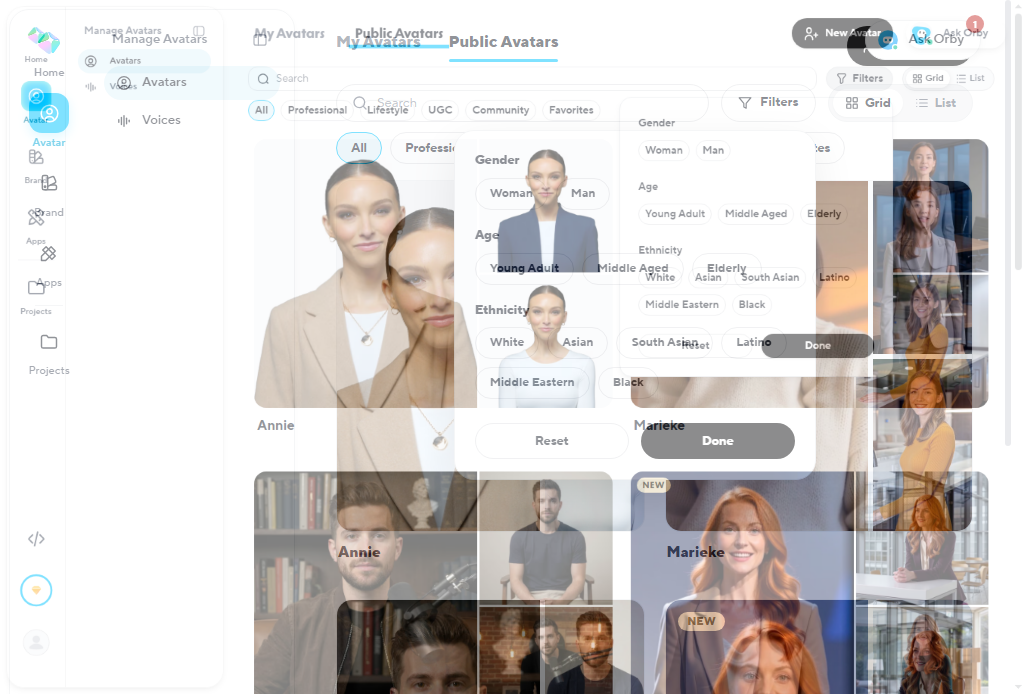 Manage Avatars
Manage Avatars
My Avatars
My Avatars
Public Avatars
Public Avatars
New Avatar
Ask Orby
Ask Orby
1
Home
Home
Avatars
Avatars
Voices
Voices
Search
Search
Filters
Filters
Grid
List
Grid
List
All
Professional
Lifestyle
UGC
Community
Favorites
All
Avatar
Brand
Apps
Apps
Projects
Projects
Gender
Woman
Man
Age
Young Adult
Middle Aged
Elderly
Ethnicity
White
Asian
South Asian
Latino
Middle Eastern
Black
Reset
Done
Gender
Woman
Man
Age
Young Adult
Middle Aged
Elderly
Ethnicity
White
Asian
South Asian
Latino
Middle Eastern
Black
Reset
Done
Annie
Marieke
NEW
Annie
Marieke
NEW